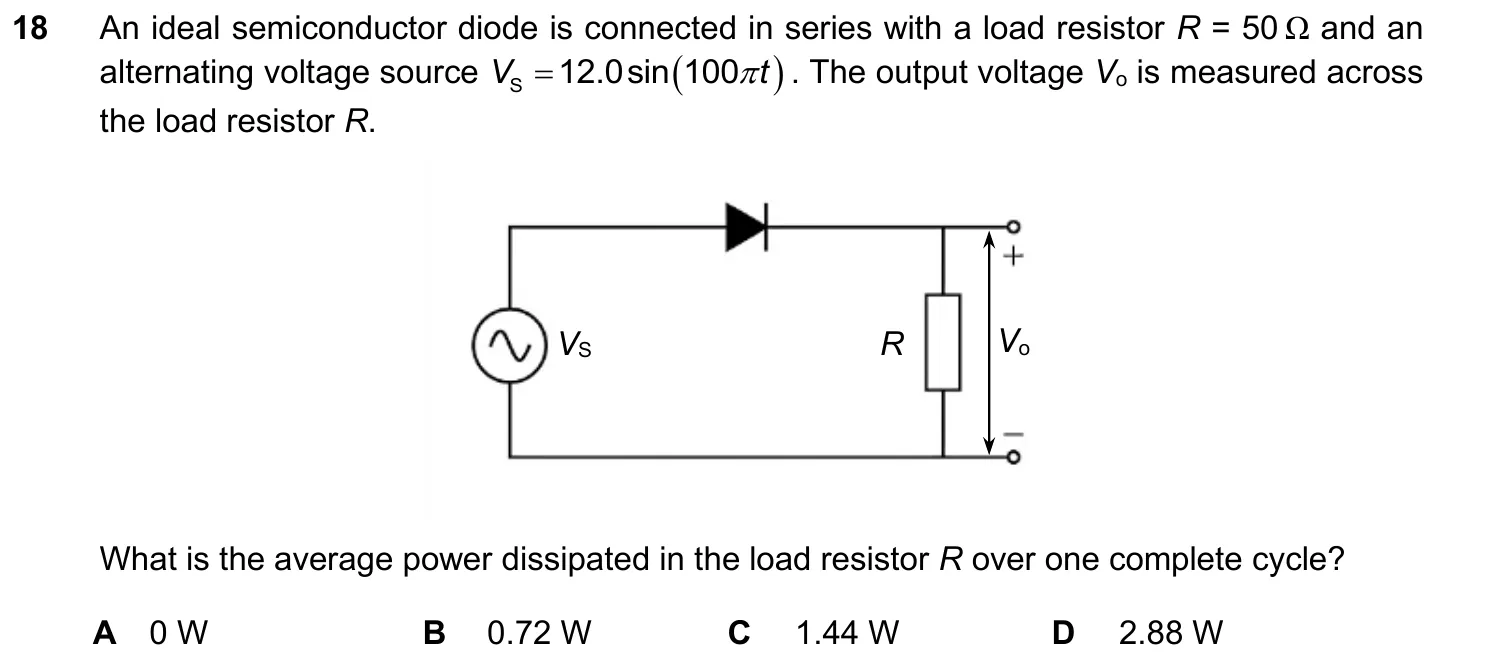 18 An ideal semiconductor diode is connected in series with a load resistor R = 50 Ω and an
alternating voltage source Vₛ = 12.0 sin(100πt). The output voltage Vₒ is measured across
the load resistor R.
+
Vₛ R Vₒ
–
What is the average power dissipated in the load resistor R over one complete cycle?
A 0 W B 0.72 W C 1.44 W D 2.88 W